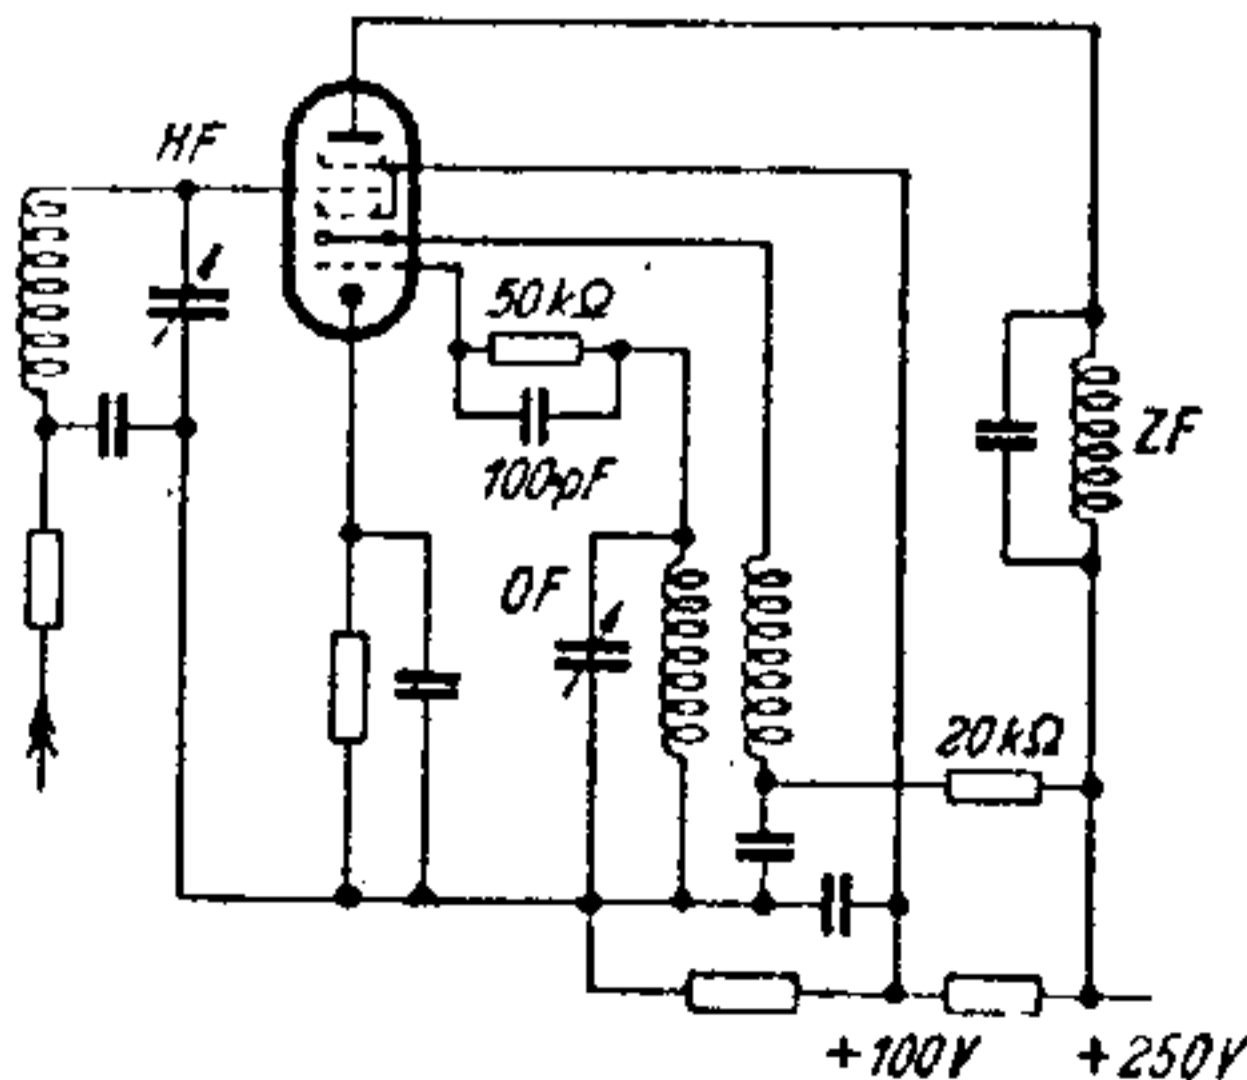 HF
50kΩ
100pF
ZF
OF
20kΩ
+100V
+250V